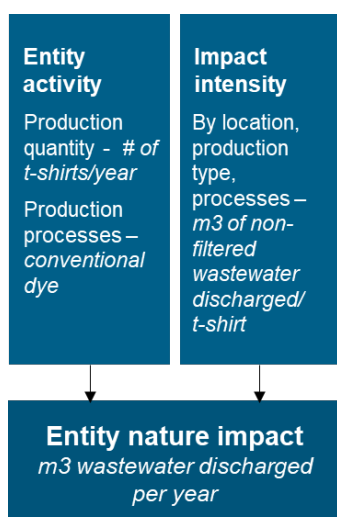 Entity
activity
Production
quantity - # of
t-shirts/year
Production
processes –
conventional
dye
Impact
intensity
By location,
production
type,
processes –
m3 of non-
filtered
wastewater
discharged/
t-shirt
Entity nature impact
m3 wastewater discharged
per year